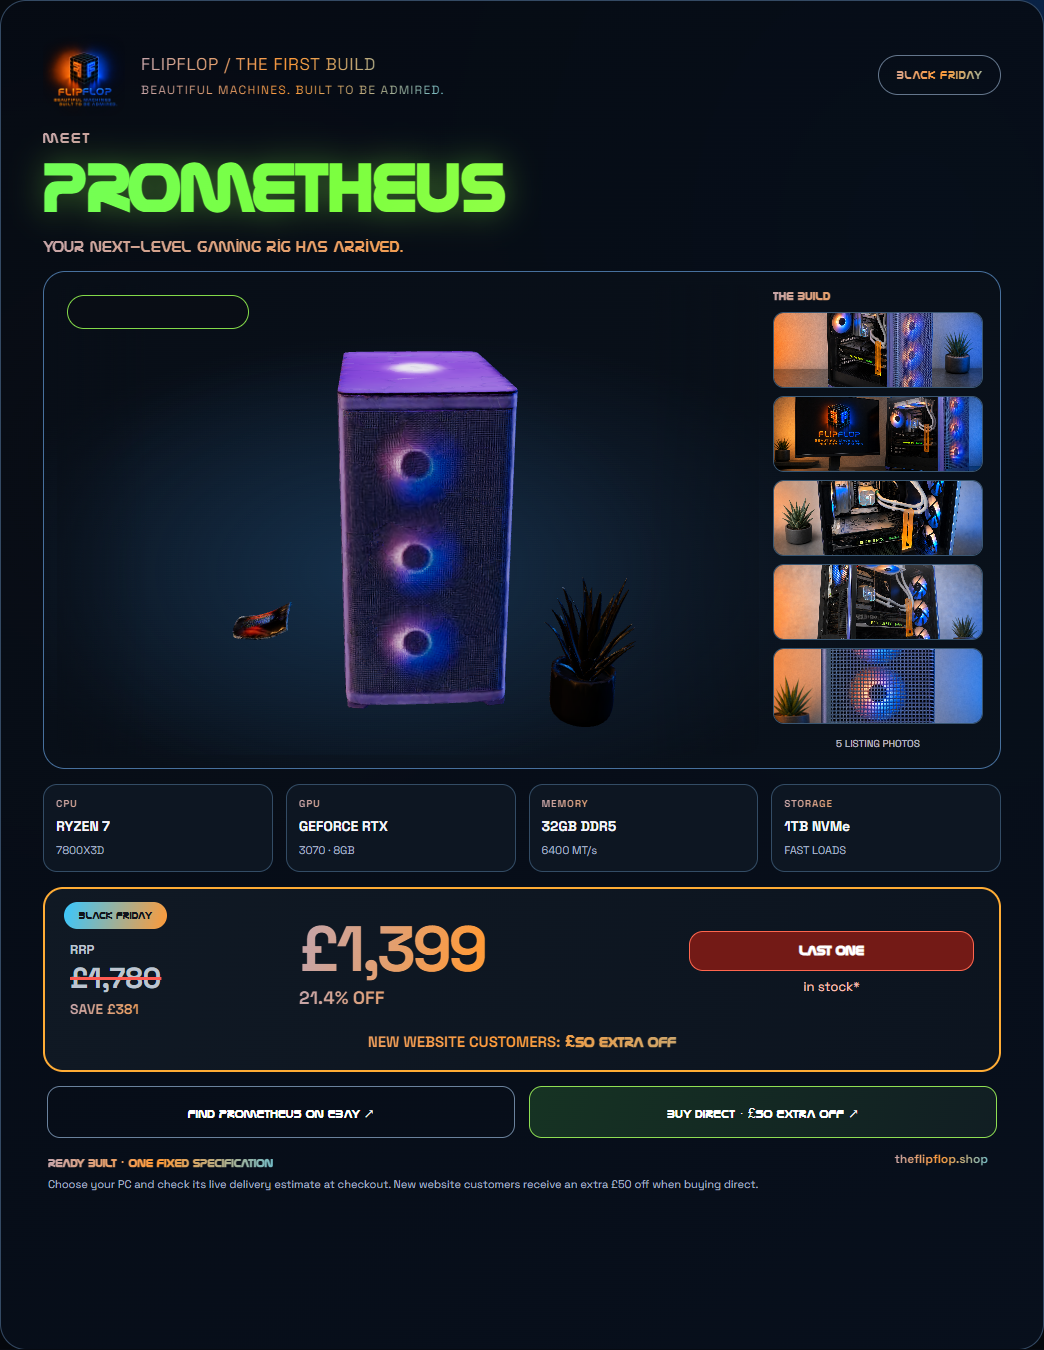 FLIPFLOP / THE FIRST BUILD
BEAUTIFUL MACHINES. BUILT TO BE ADMIRED.
FLIPFLOP
BLACK FRIDAY
MEET
PROMETHEUS
YOUR NEXT-LEVEL GAMING RIG HAS ARRIVED.
THE BUILD
FLIPFLOP
5 LISTING PHOTOS
CPU
RYZEN 7
7800X3D
GPU
GEFORCE RTX
3070 · 8GB
MEMORY
32GB DDR5
6400 MT/s
STORAGE
1TB NVMe
FAST LOADS
BLACK FRIDAY
RRP
£1,780
SAVE £381
£1,399
21.4% OFF
LAST ONE
in stock*
NEW WEBSITE CUSTOMERS: £50 EXTRA OFF
FIND PROMETHEUS ON EBAY ↗
BUY DIRECT · £50 EXTRA OFF ↗
READY BUILT · ONE FIXED SPECIFICATION
theflipflop.shop
Choose your PC and check its live delivery estimate at checkout. New website customers receive an extra £50 off when buying direct.